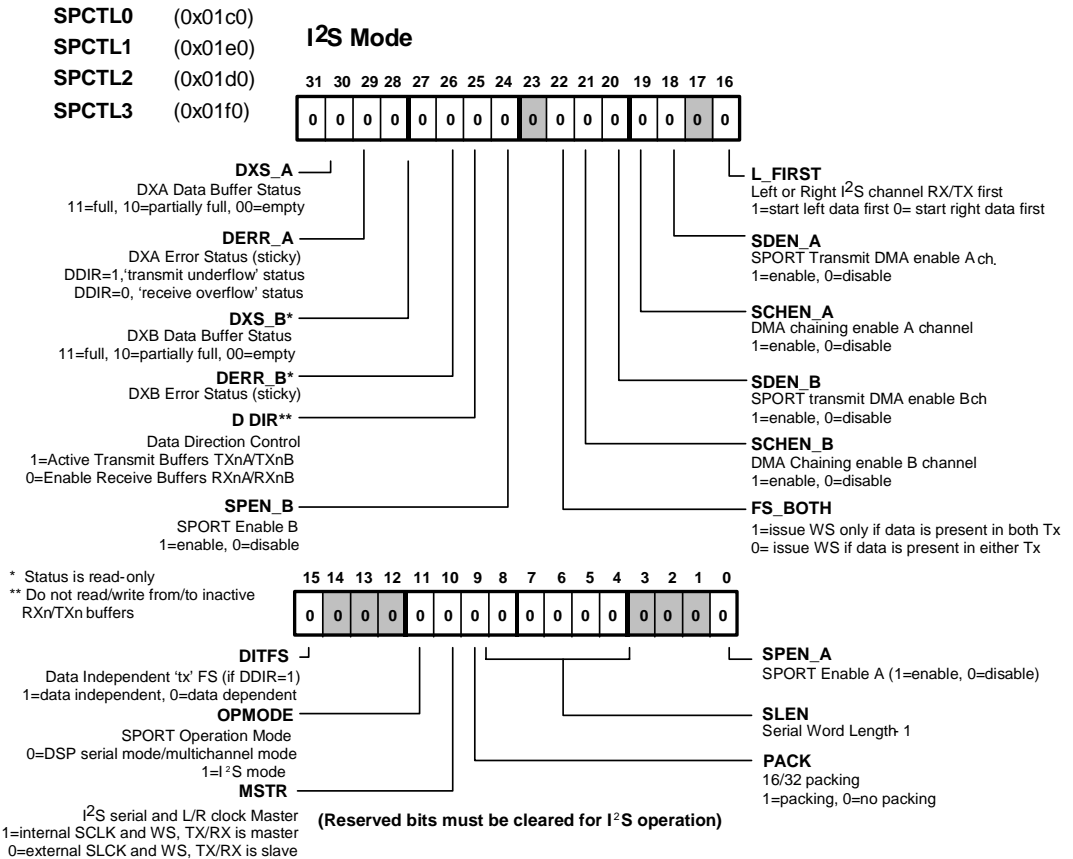 SPCTL0 (0x01c0)
SPCTL1 (0x01e0)
SPCTL2 (0x01d0)
SPCTL3 (0x01f0)
I2S Mode
31 30 29 28 27 26 25 24 23 22 21 20 19 18 17 16
0 0 0 0 0 0 0 0 0 0 0 0 0 0 0 0
DXS_A
DXA Data Buffer Status
11=full, 10=partially full, 00=empty
DERR_A
DXA Error Status (sticky)
DDIR=1,‘transmit underflow’ status
DDIR=0, ‘receive overflow’ status
DXS_B*
DXB Data Buffer Status
11=full, 10=partially full, 00=empty
DERR_B*
DXB Error Status (sticky)
D DIR**
Data Direction Control
1=Active Transmit Buffers TXnA/TXnB
0=Enable Receive Buffers RXnA/RXnB
SPEN_B
SPORT Enable B
1=enable, 0=disable
L_FIRST
Left or Right I2S channel RX/TX first
1=start left data first 0= start right data first
SDEN_A
SPORT Transmit DMA enable A ch.
1=enable, 0=disable
SCHEN_A
DMA chaining enable A channel
1=enable, 0=disable
SDEN_B
SPORT transmit DMA enable Bch
1=enable, 0=disable
SCHEN_B
DMA Chaining enable B channel
1=enable, 0=disable
FS_BOTH
1=issue WS only if data is present in both Tx
0= issue WS if data is present in either Tx
* Status is read-only
** Do not read/write from/to inactive
RXn/TXn buffers
15 14 13 12 11 10 9 8 7 6 5 4 3 2 1 0
0 0 0 0 0 0 0 0 0 0 0 0 0 0 0 0
DITFS
Data Independent ‘tx’ FS (if DDIR=1)
1=data independent, 0=data dependent
OPMODE
SPORT Operation Mode
0=DSP serial mode/multichannel mode
1=I2S mode
MSTR
I2S serial and L/R clock Master
1=internal SCLK and WS, TX/RX is master
0=external SLCK and WS, TX/RX is slave
SPEN_A
SPORT Enable A (1=enable, 0=disable)
SLEN
Serial Word Length- 1
PACK
16/32 packing
1=packing, 0=no packing
(Reserved bits must be cleared for I2S operation)